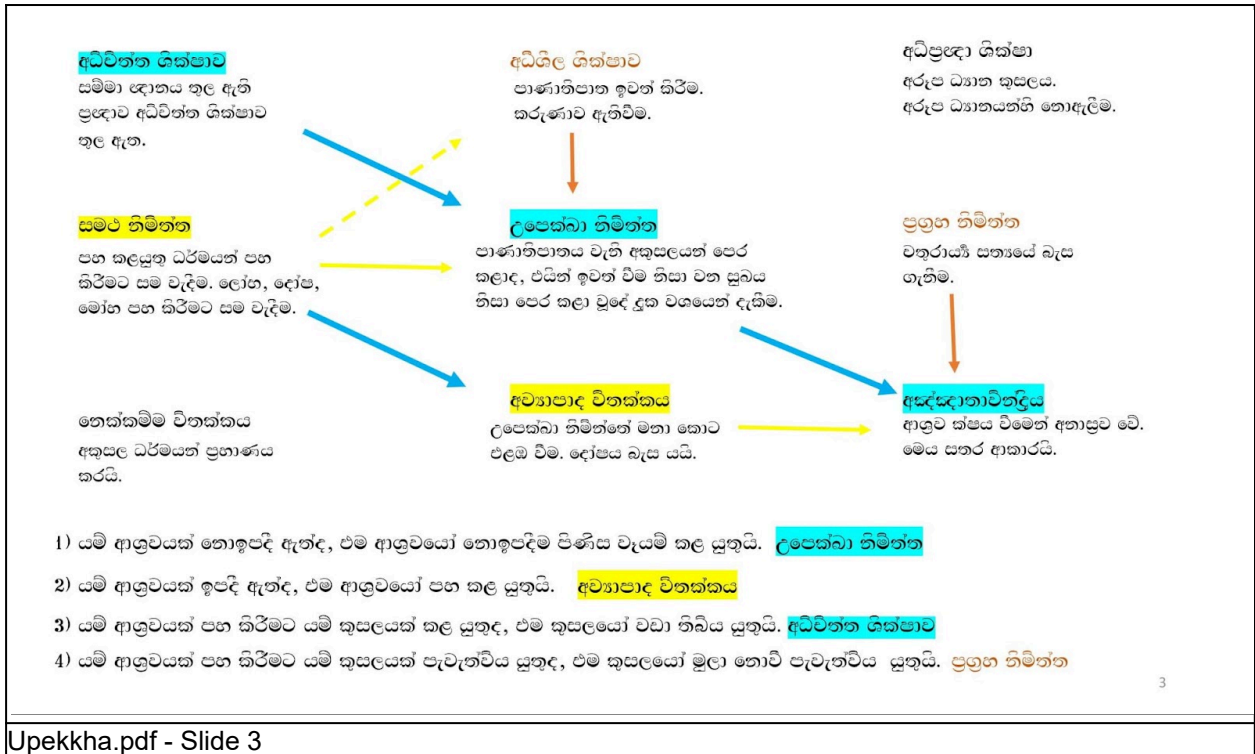 අධිචිත්ත ශික්ෂාව
සම්මා ඥානය තුල ඇති
ප්‍රඥාව අධිචිත්ත ශික්ෂාව
තුල ඇත.
අධිශීල ශික්ෂාව
පාණාතිපාත ඉවත් කිරීම.
කරුණාව ඇතිවීම.
අධිප්‍රඥා ශික්ෂා
අරූප ධ්‍යාන කුසලය.
අරූප ධ්‍යානයන්හි නොඇලීම.
සමථ නිමිත්ත
පහ කළයුතු ධර්මයන් පහ
කිරීමට සම වැදීම. ලෝභ, දෝෂ,
මෝහ පහ කිරීමට සම වැදීම.
උපෙක්ඛා නිමිත්ත
පාණාතිපාතය වැනි අකුසලයන් පෙර
කළාද, එයින් ඉවත් වීම නිසා වන සුඛය
නිසා පෙර කළා වූදේ දුක වශයෙන් දැකීම.
ප්‍රග්‍රහ නිමිත්ත
චතුරාර්‍ය්‍ය සත්‍යයේ බැස
ගැනීම.
නෙක්කම්ම විතක්කය
අකුසල ධර්මයන් ප්‍රහාණය
කරයි.
අව්‍යාපාද විතක්කය
උපෙක්ඛා නිමින්තේ මනා කොට
එළඹ වීම. දෝෂය බැස යයි.
අඤ්ඤාතාවින්ද්‍රිය
ආශ්‍රව ක්ෂය වීමෙන් අනාස්‍රව වේ.
මෙය සතර ආකාරයි.
1) යම් ආශ්‍රවයක් නොඉපදී ඇත්ද, එම ආශ්‍රවයෝ නොඉපදීම පිණිස වෑයම් කළ යුතුයි. උපෙක්ඛා නිමිත්ත
2) යම් ආශ්‍රවයක් ඉපදී ඇත්ද, එම ආශ්‍රවයෝ පහ කළ යුතුයි. අව්‍යාපාද විතක්කය
3) යම් ආශ්‍රවයක් පහ කිරීමට යම් කුසලයක් කළ යුතුද, එම කුසලයෝ වඩා තිබිය යුතුයි. අධිචිත්ත ශික්ෂාව
4) යම් ආශ්‍රවයක් පහ කිරීමට යම් කුසලයක් පැවැත්විය යුතුද, එම කුසලයෝ මුලා නොවී පැවැත්විය යුතුයි. ප්‍රග්‍රහ නිමිත්ත
3
Upekkha.pdf - Slide 3